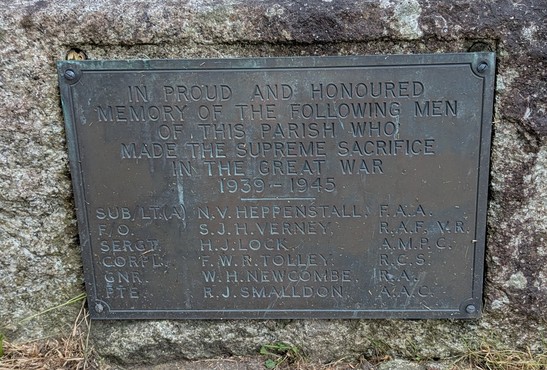 IN PROUD AND HONOURED
MEMORY OF THE FOLLOWING MEN
OF THIS PARISH WHO
MADE THE SUPREME SACRIFICE
IN THE GREAT WAR
1939-1945
SUB/LT.(A) N.V. HEPPENSTALL, F.A.A.
F.O. S.J.H. VERNEY, R.A.F.V.R.
SERGT. H.J. LOCK, A.M.P.C.
CORPL. F.W.R. TOLLEY, R.C.S.
GNR. W.H. NEWCOMBE, R.A.
PTE. R.J. SMALLDON, A.A.C.